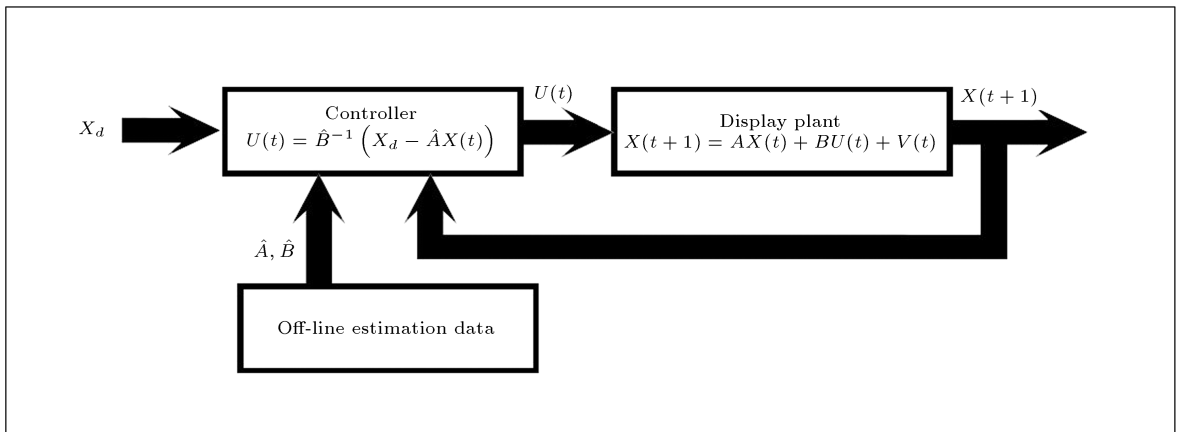 X_d
Controller
U(t) = B̂⁻¹ (X_d − ÂX(t))
U(t)
Display plant
X(t+1) = AX(t) + BU(t) + V(t)
X(t+1)
Â, B̂
Off-line estimation data